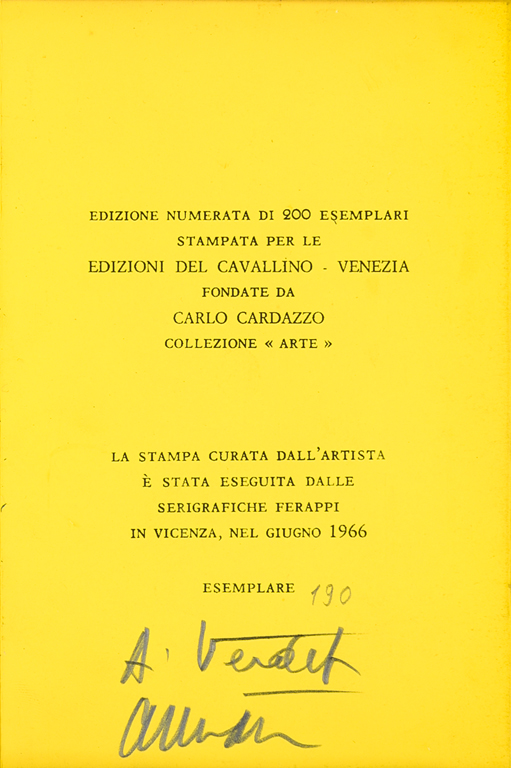 EDIZIONE NUMERATA DI 200 ESEMPLARI
STAMPATA PER LE
EDIZIONI DEL CAVALLINO - VENEZIA
FONDATE DA
CARLO CARDAZZO
COLLEZIONE « ARTE »
LA STAMPA CURATA DALL'ARTISTA
È STATA ESEGUITA DALLE
SERIGRAFICHE FERAPPI
IN VICENZA, NEL GIUGNO 1966
ESEMPLARE 190
A. Verdet